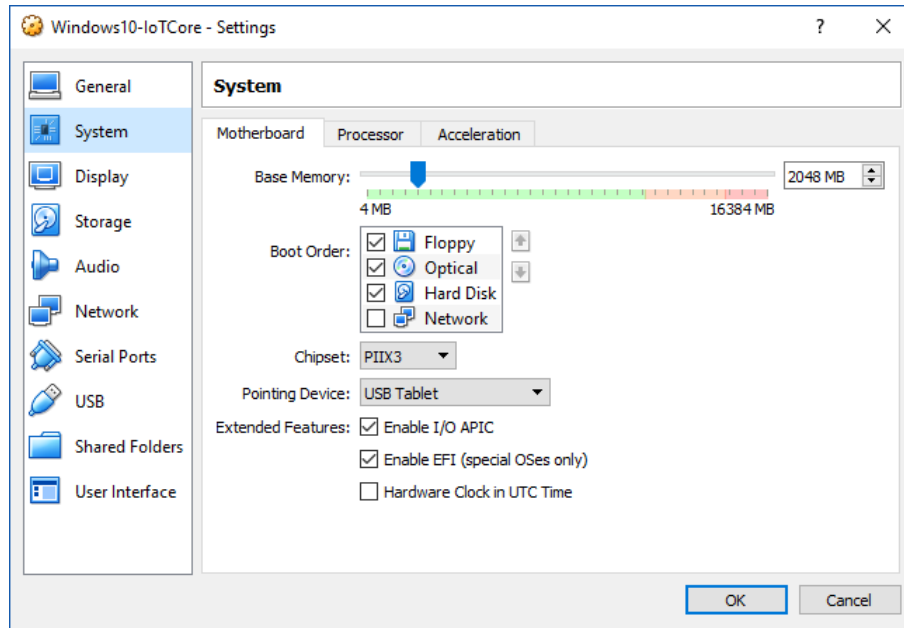 Windows10-IoTCore - Settings
General
System
Display
Storage
Audio
Network
Serial Ports
USB
Shared Folders
User Interface
System
Motherboard Processor Acceleration
Base Memory: 2048 MB
4 MB 16384 MB
Boot Order: Floppy
Optical
Hard Disk
Network
Chipset: PIIX3
Pointing Device: USB Tablet
Extended Features: Enable I/O APIC
Enable EFI (special OSes only)
Hardware Clock in UTC Time
OK Cancel